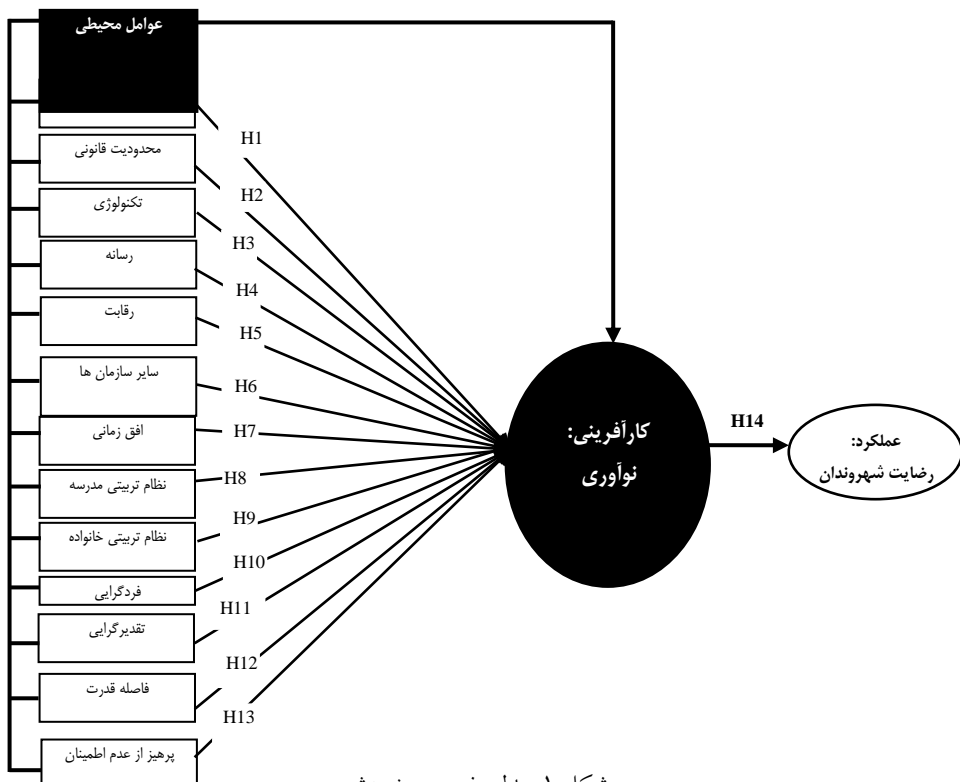 عوامل محیطی
H1
محدودیت قانونی
H2
تکنولوژی
H3
رسانه
H4
رقابت
H5
سایر سازمان ها
H6
افق زمانی
H7
نظام تربیتی مدرسه
H8
نظام تربیتی خانواده
H9
فردگرایی
H10
تقدیرگرایی
H11
فاصله قدرت
H12
پرهیز از عدم اطمینان
H13
کارآفرینی:
نوآوری
H14
عملکرد:
رضایت شهروندان